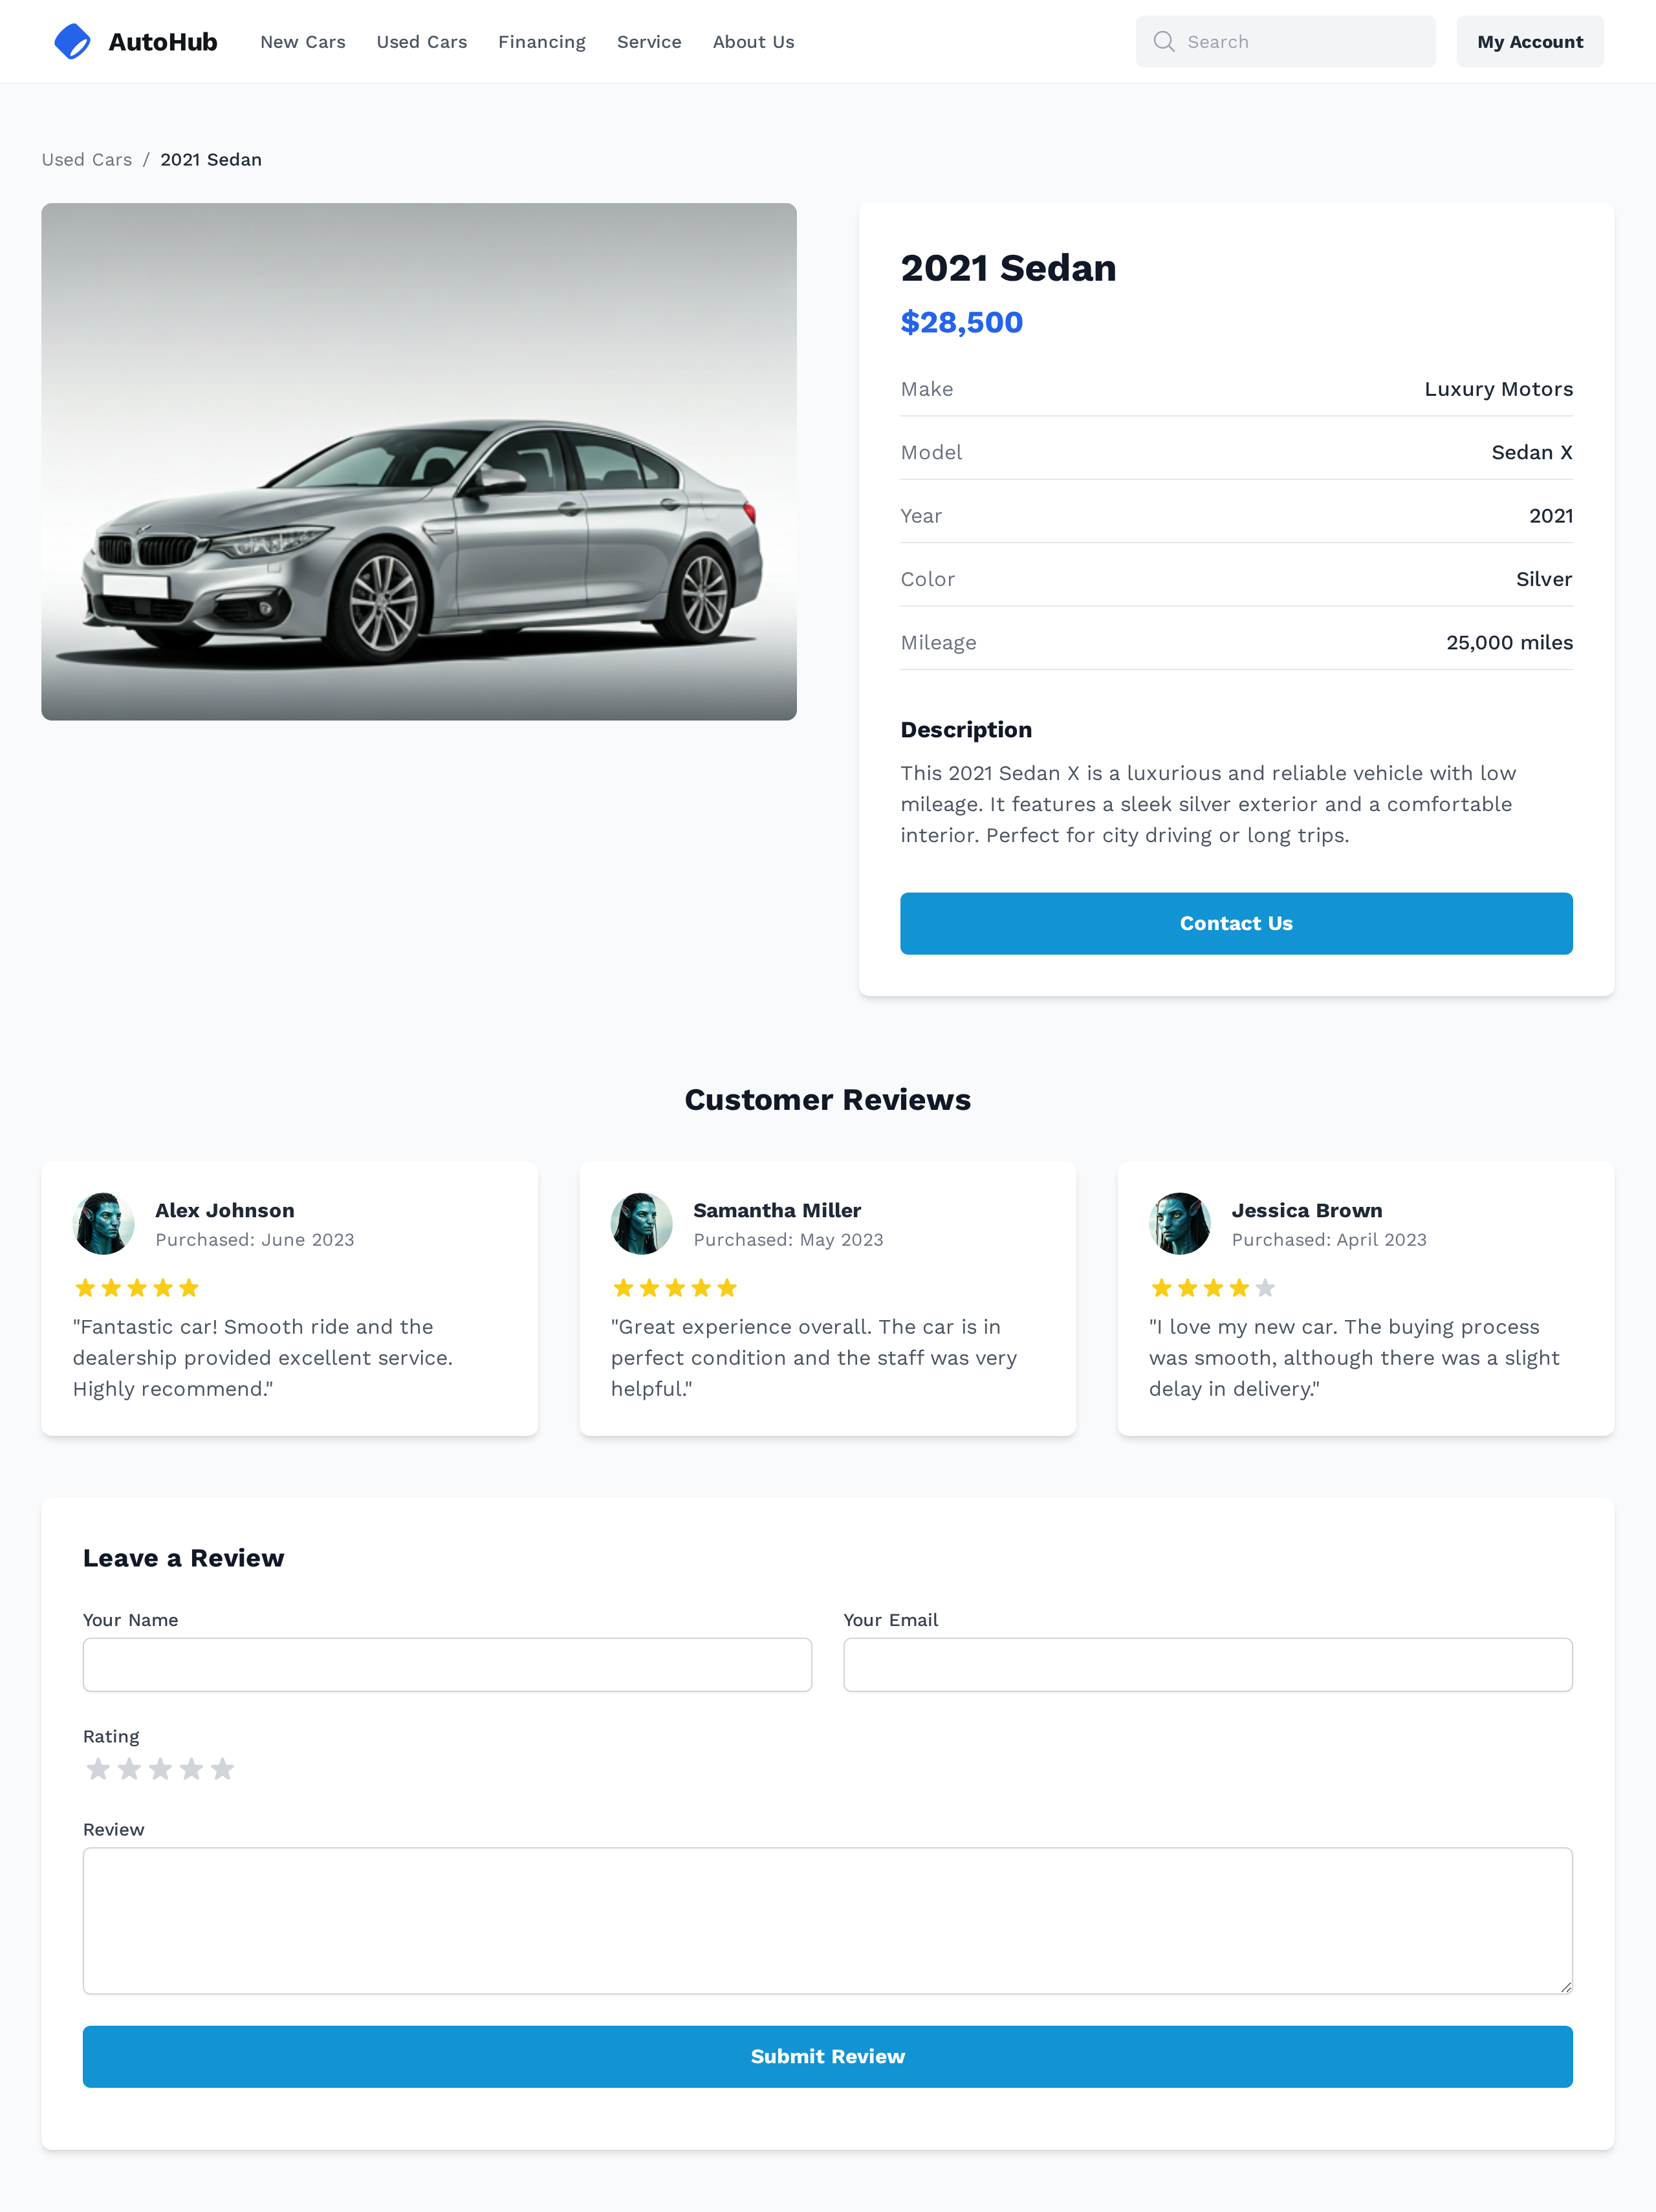 AutoHub
New Cars
Used Cars
Financing
Service
About Us
Search
My Account
Used Cars / 2021 Sedan
2021 Sedan
$28,500
Make Luxury Motors
Model Sedan X
Year 2021
Color Silver
Mileage 25,000 miles
Description
This 2021 Sedan X is a luxurious and reliable vehicle with low
mileage. It features a sleek silver exterior and a comfortable
interior. Perfect for city driving or long trips.
Contact Us
Customer Reviews
Alex Johnson
Purchased: June 2023
"Fantastic car! Smooth ride and the
dealership provided excellent service.
Highly recommend."
Samantha Miller
Purchased: May 2023
"Great experience overall. The car is in
perfect condition and the staff was very
helpful."
Jessica Brown
Purchased: April 2023
"I love my new car. The buying process
was smooth, although there was a slight
delay in delivery."
Leave a Review
Your Name
Your Email
Rating
Review
Submit Review